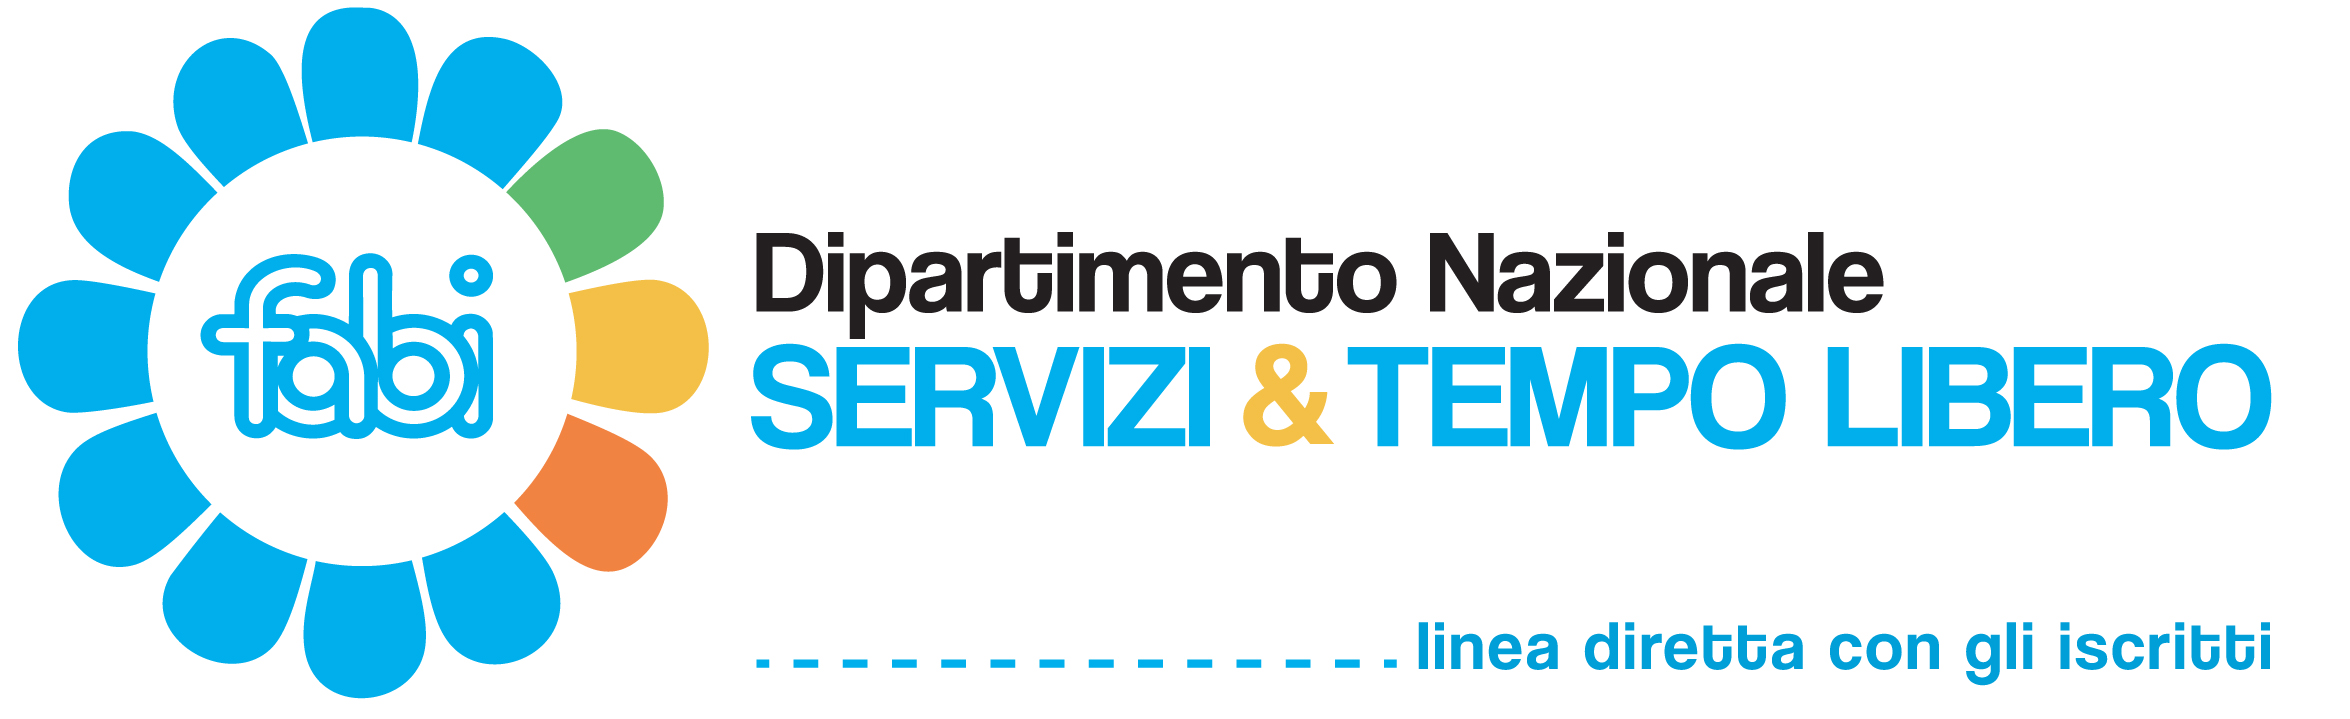 fabi
Dipartimento Nazionale
SERVIZI & TEMPO LIBERO
linea diretta con gli iscritti